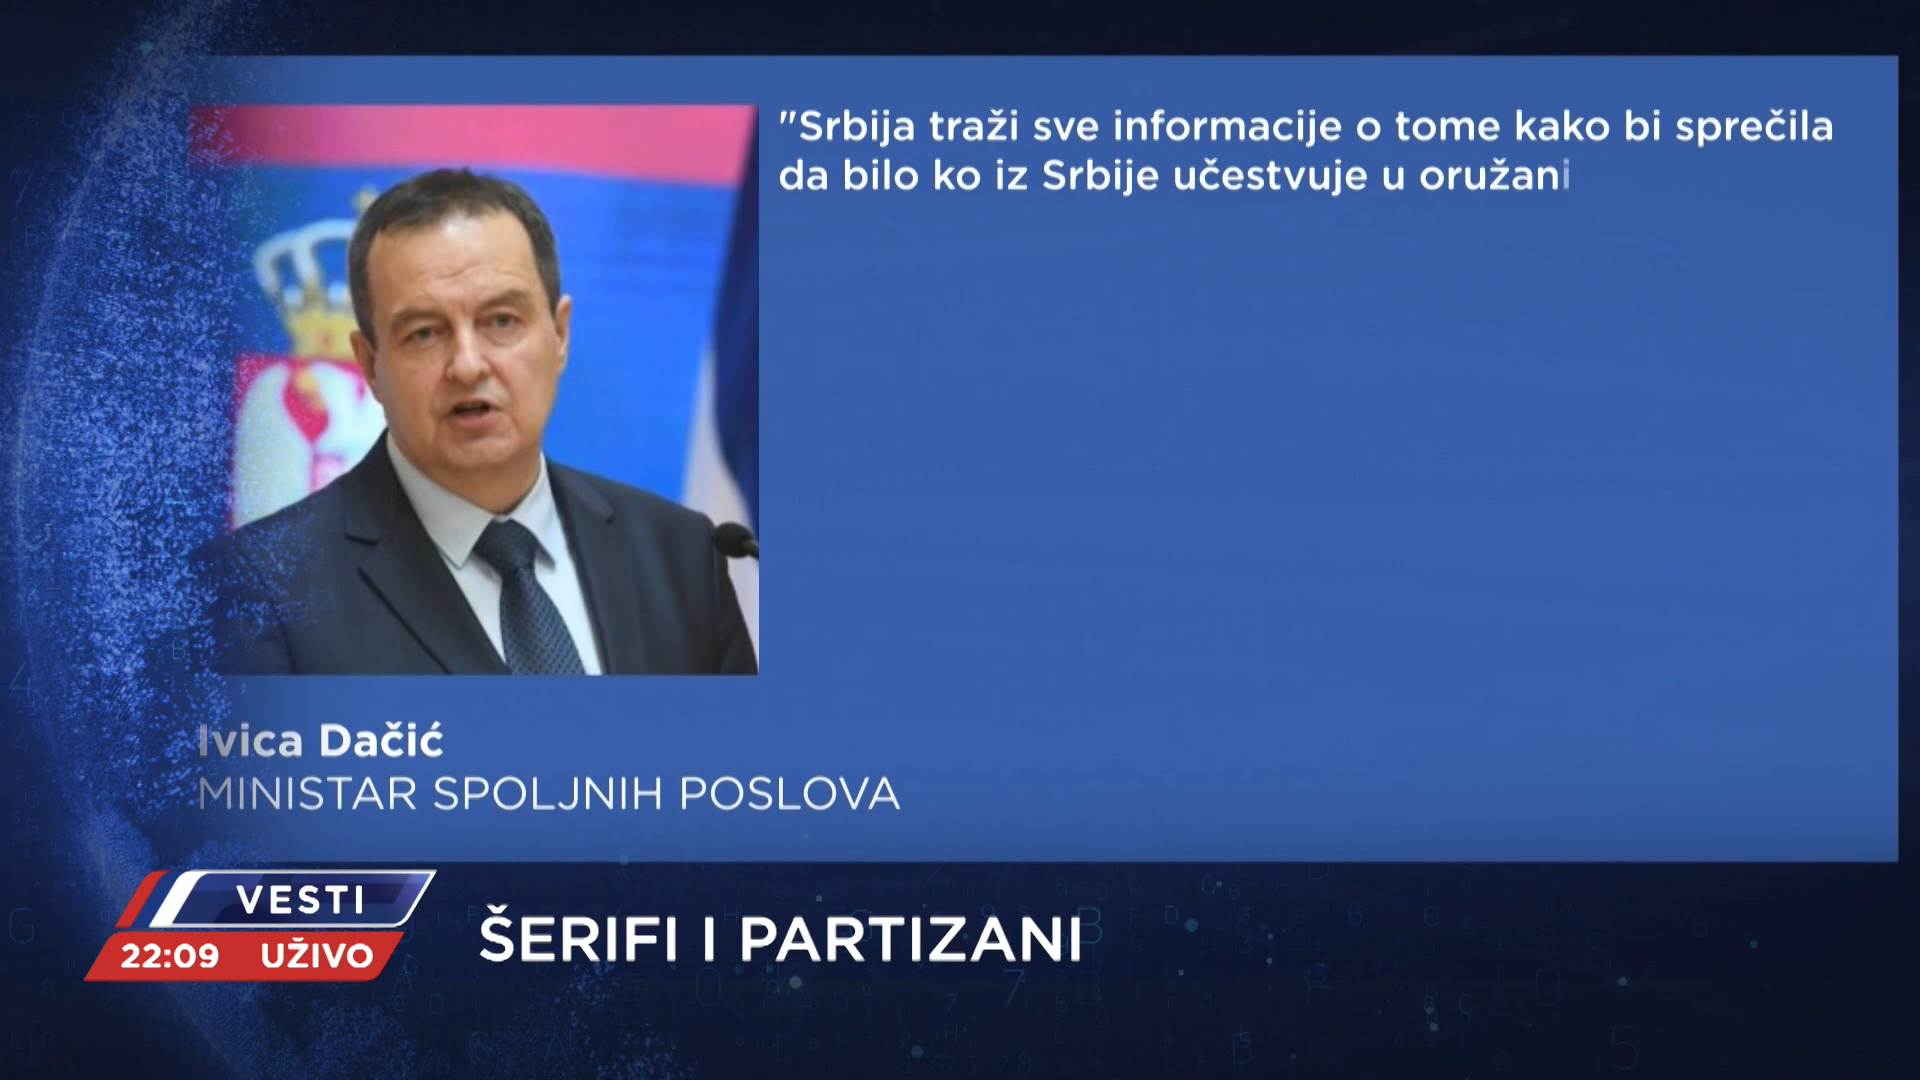 "Srbija traži sve informacije o tome kako bi sprečila
da bilo ko iz Srbije učestvuje u oružani
Ivica Dačić
MINISTAR SPOLJNIH POSLOVA
VESTI
22:09 UŽIVO
ŠERIFI I PARTIZANI